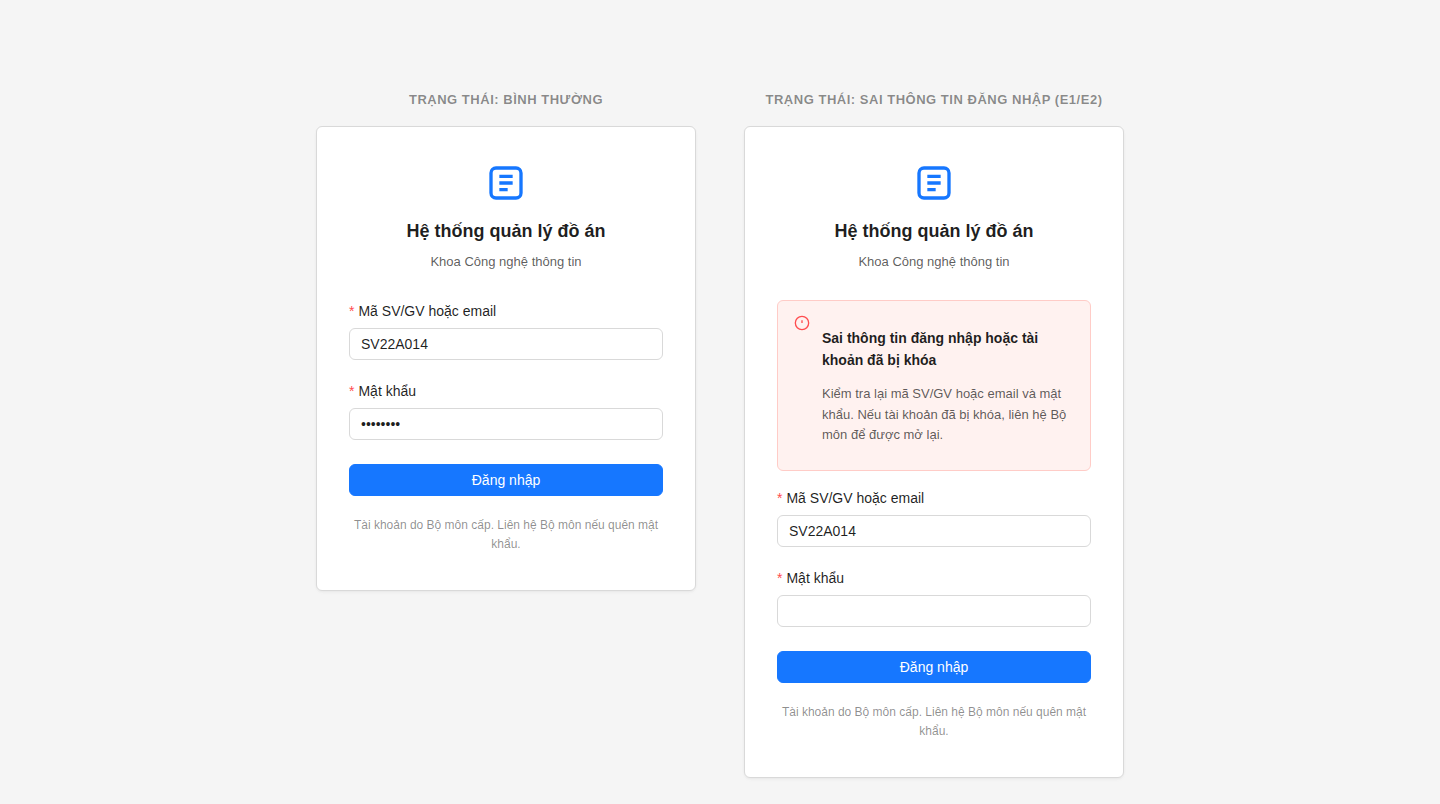 TRẠNG THÁI: BÌNH THƯỜNG
Hệ thống quản lý đồ án
Khoa Công nghệ thông tin
* Mã SV/GV hoặc email
SV22A014
* Mật khẩu
••••••••
Đăng nhập
Tài khoản do Bộ môn cấp. Liên hệ Bộ môn nếu quên mật
khẩu.
TRẠNG THÁI: SAI THÔNG TIN ĐĂNG NHẬP (E1/E2)
Hệ thống quản lý đồ án
Khoa Công nghệ thông tin
Sai thông tin đăng nhập hoặc tài
khoản đã bị khóa
Kiểm tra lại mã SV/GV hoặc email và mật
khẩu. Nếu tài khoản đã bị khóa, liên hệ Bộ
môn để được mở lại.
* Mã SV/GV hoặc email
SV22A014
* Mật khẩu
Đăng nhập
Tài khoản do Bộ môn cấp. Liên hệ Bộ môn nếu quên mật
khẩu.